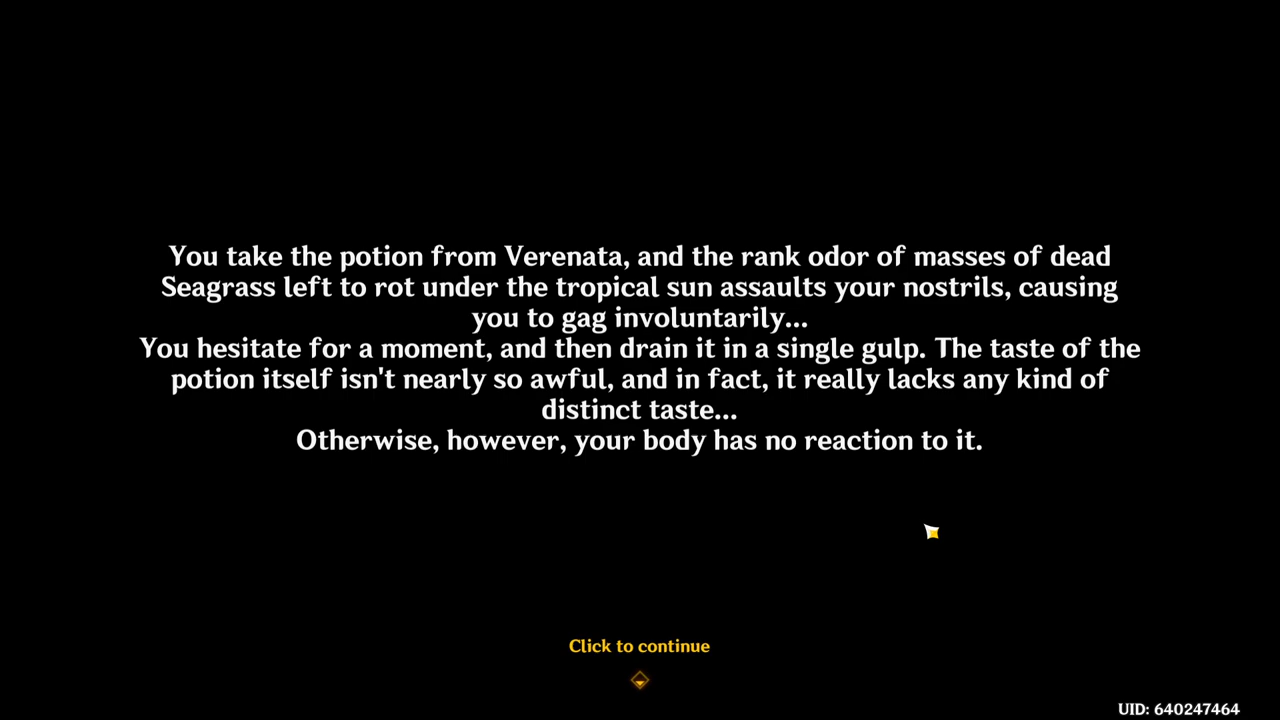 You take the potion from Verenata, and the rank odor of masses of dead
Seagrass left to rot under the tropical sun assaults your nostrils, causing
you to gag involuntarily...
You hesitate for a moment, and then drain it in a single gulp. The taste of the
potion itself isn't nearly so awful, and in fact, it really lacks any kind of
distinct taste...
Otherwise, however, your body has no reaction to it.
Click to continue
UID: 640247464